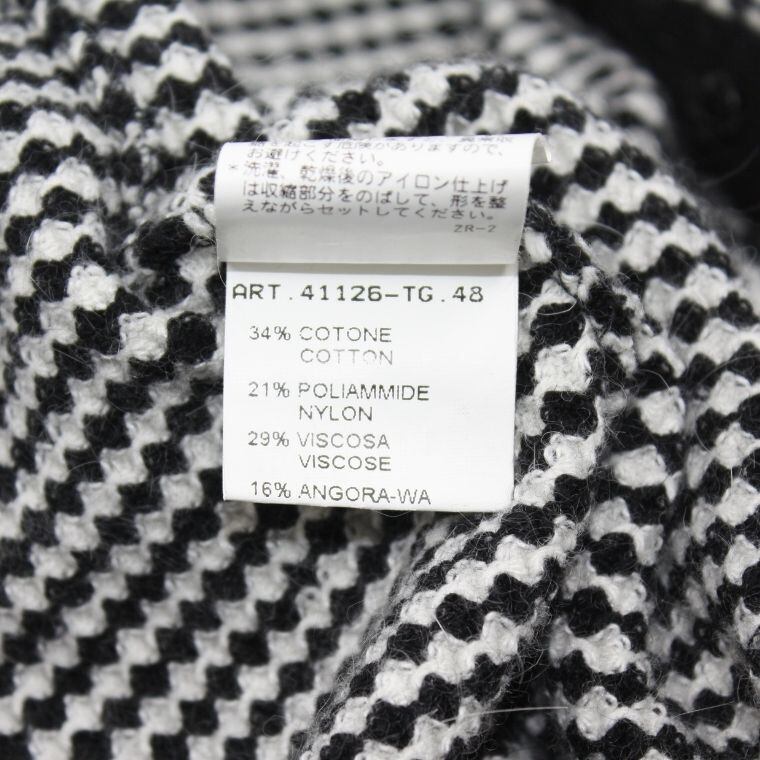 お避けください。
*洗濯、乾燥後のアイロン仕上げ
は収縮部分をのばして、形を整
えながらセットしてください。
ZR-2
ART.41126-TG.48
34% COTONE
COTTON
21% POLIAMMIDE
NYLON
29% VISCOSA
VISCOSE
16% ANGORA-WA